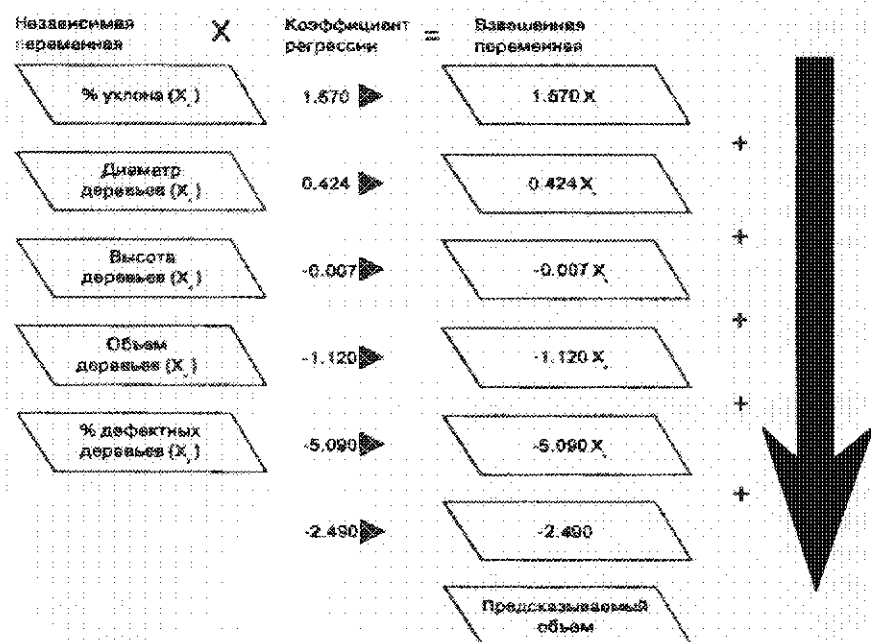 Независимая переменная X Коэффициент регрессии = Взвешенная переменная
% уклона (X ) 1.570 1.570 X
+
Диаметр
деревьев (X ) 0.424 0.424 X
+
Высота
деревьев (X ) -0.007 -0.007 X
+
Объем
деревьев (X ) -1.120 -1.120 X
+
% дефектных
деревьев (X ) -5.090 -5.090 X
+
-2.490 -2.490
Предсказываемый
объем